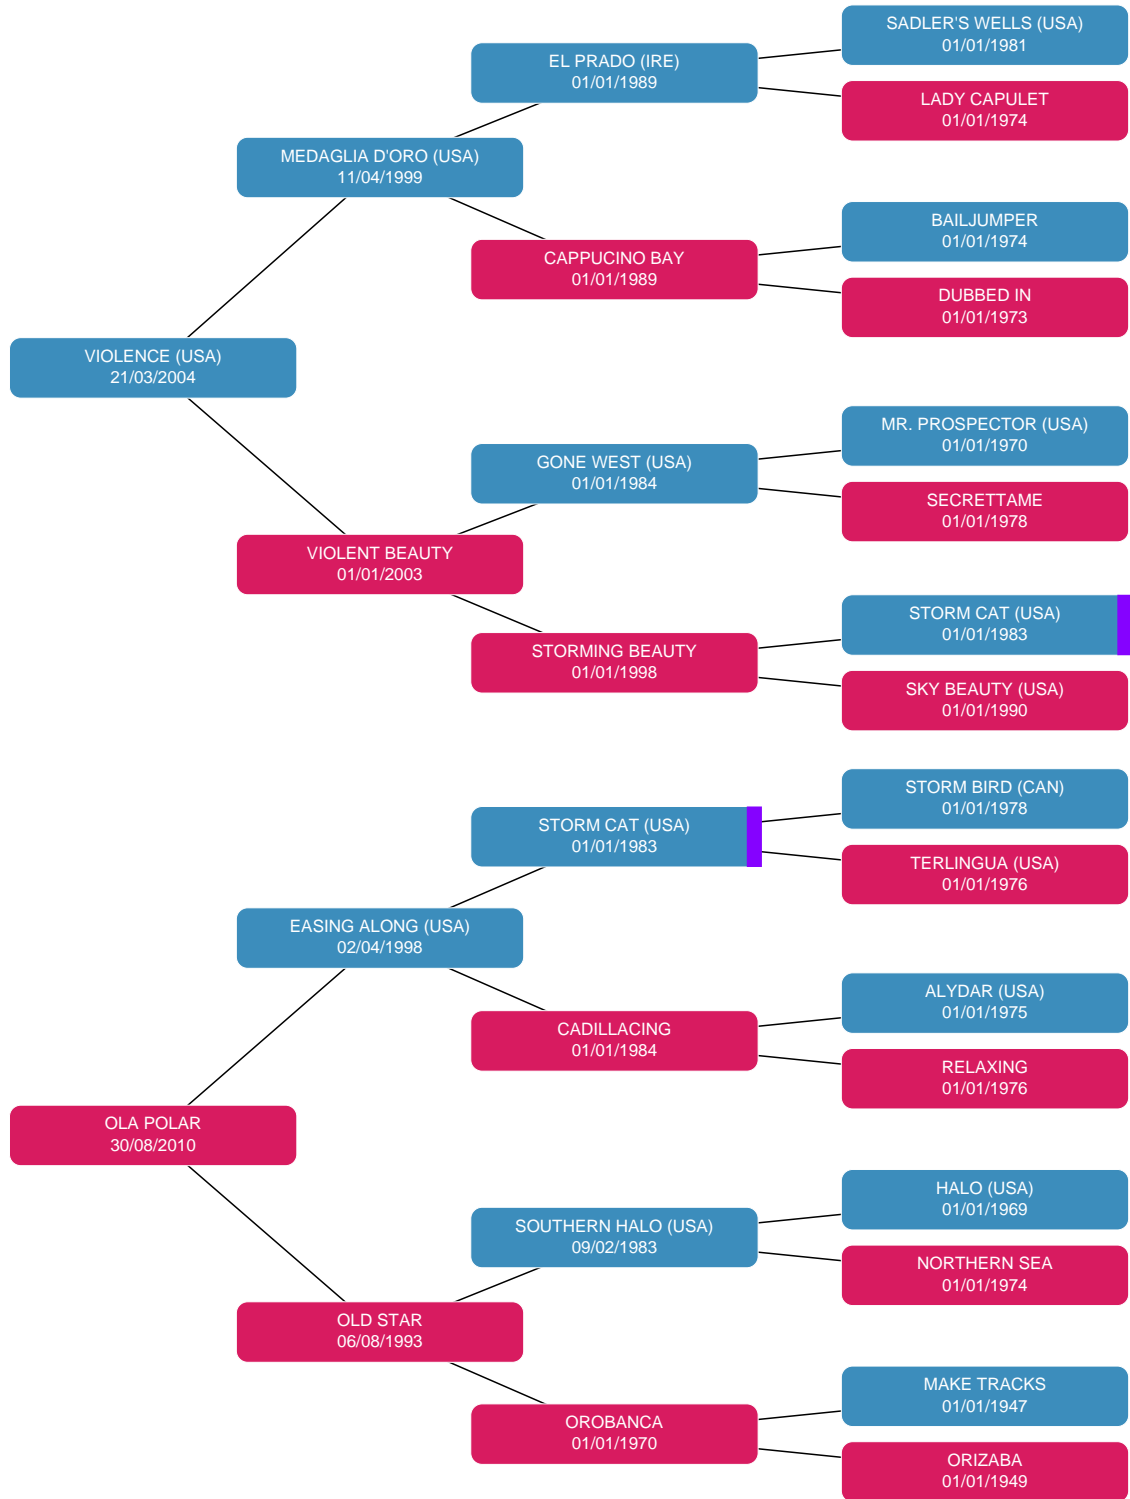 SADLER'S WELLS (USA)
01/01/1981
EL PRADO (IRE)
01/01/1989
LADY CAPULET
01/01/1974
MEDAGLIA D'ORO (USA)
11/04/1999
BAILJUMPER
01/01/1974
CAPPUCINO BAY
01/01/1989
DUBBED IN
01/01/1973
VIOLENCE (USA)
21/03/2004
MR. PROSPECTOR (USA)
01/01/1970
GONE WEST (USA)
01/01/1984
SECRETTAME
01/01/1978
VIOLENT BEAUTY
01/01/2003
STORM CAT (USA)
01/01/1983
STORMING BEAUTY
01/01/1998
SKY BEAUTY (USA)
01/01/1990
STORM BIRD (CAN)
01/01/1978
STORM CAT (USA)
01/01/1983
TERLINGUA (USA)
01/01/1976
EASING ALONG (USA)
02/04/1998
ALYDAR (USA)
01/01/1975
CADILLACING
01/01/1984
RELAXING
01/01/1976
OLA POLAR
30/08/2010
HALO (USA)
01/01/1969
SOUTHERN HALO (USA)
09/02/1983
NORTHERN SEA
01/01/1974
OLD STAR
06/08/1993
MAKE TRACKS
01/01/1947
OROBANCA
01/01/1970
ORIZABA
01/01/1949